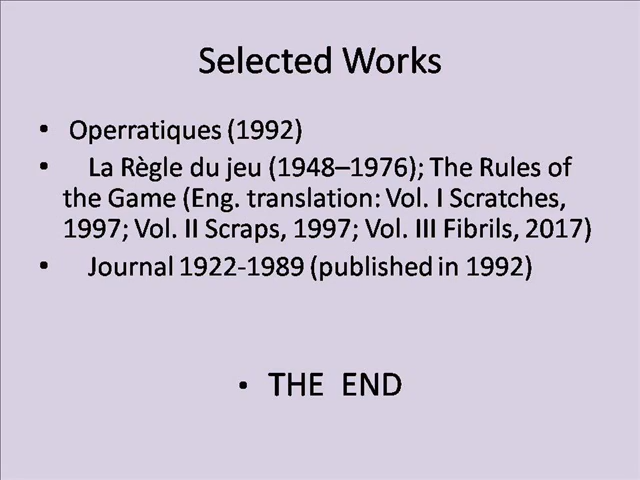 Selected Works
• Operratiques (1992)
• La Règle du jeu (1948–1976); The Rules of
the Game (Eng. translation: Vol. I Scratches,
1997; Vol. II Scraps, 1997; Vol. III Fibrils, 2017)
• Journal 1922-1989 (published in 1992)
• THE END